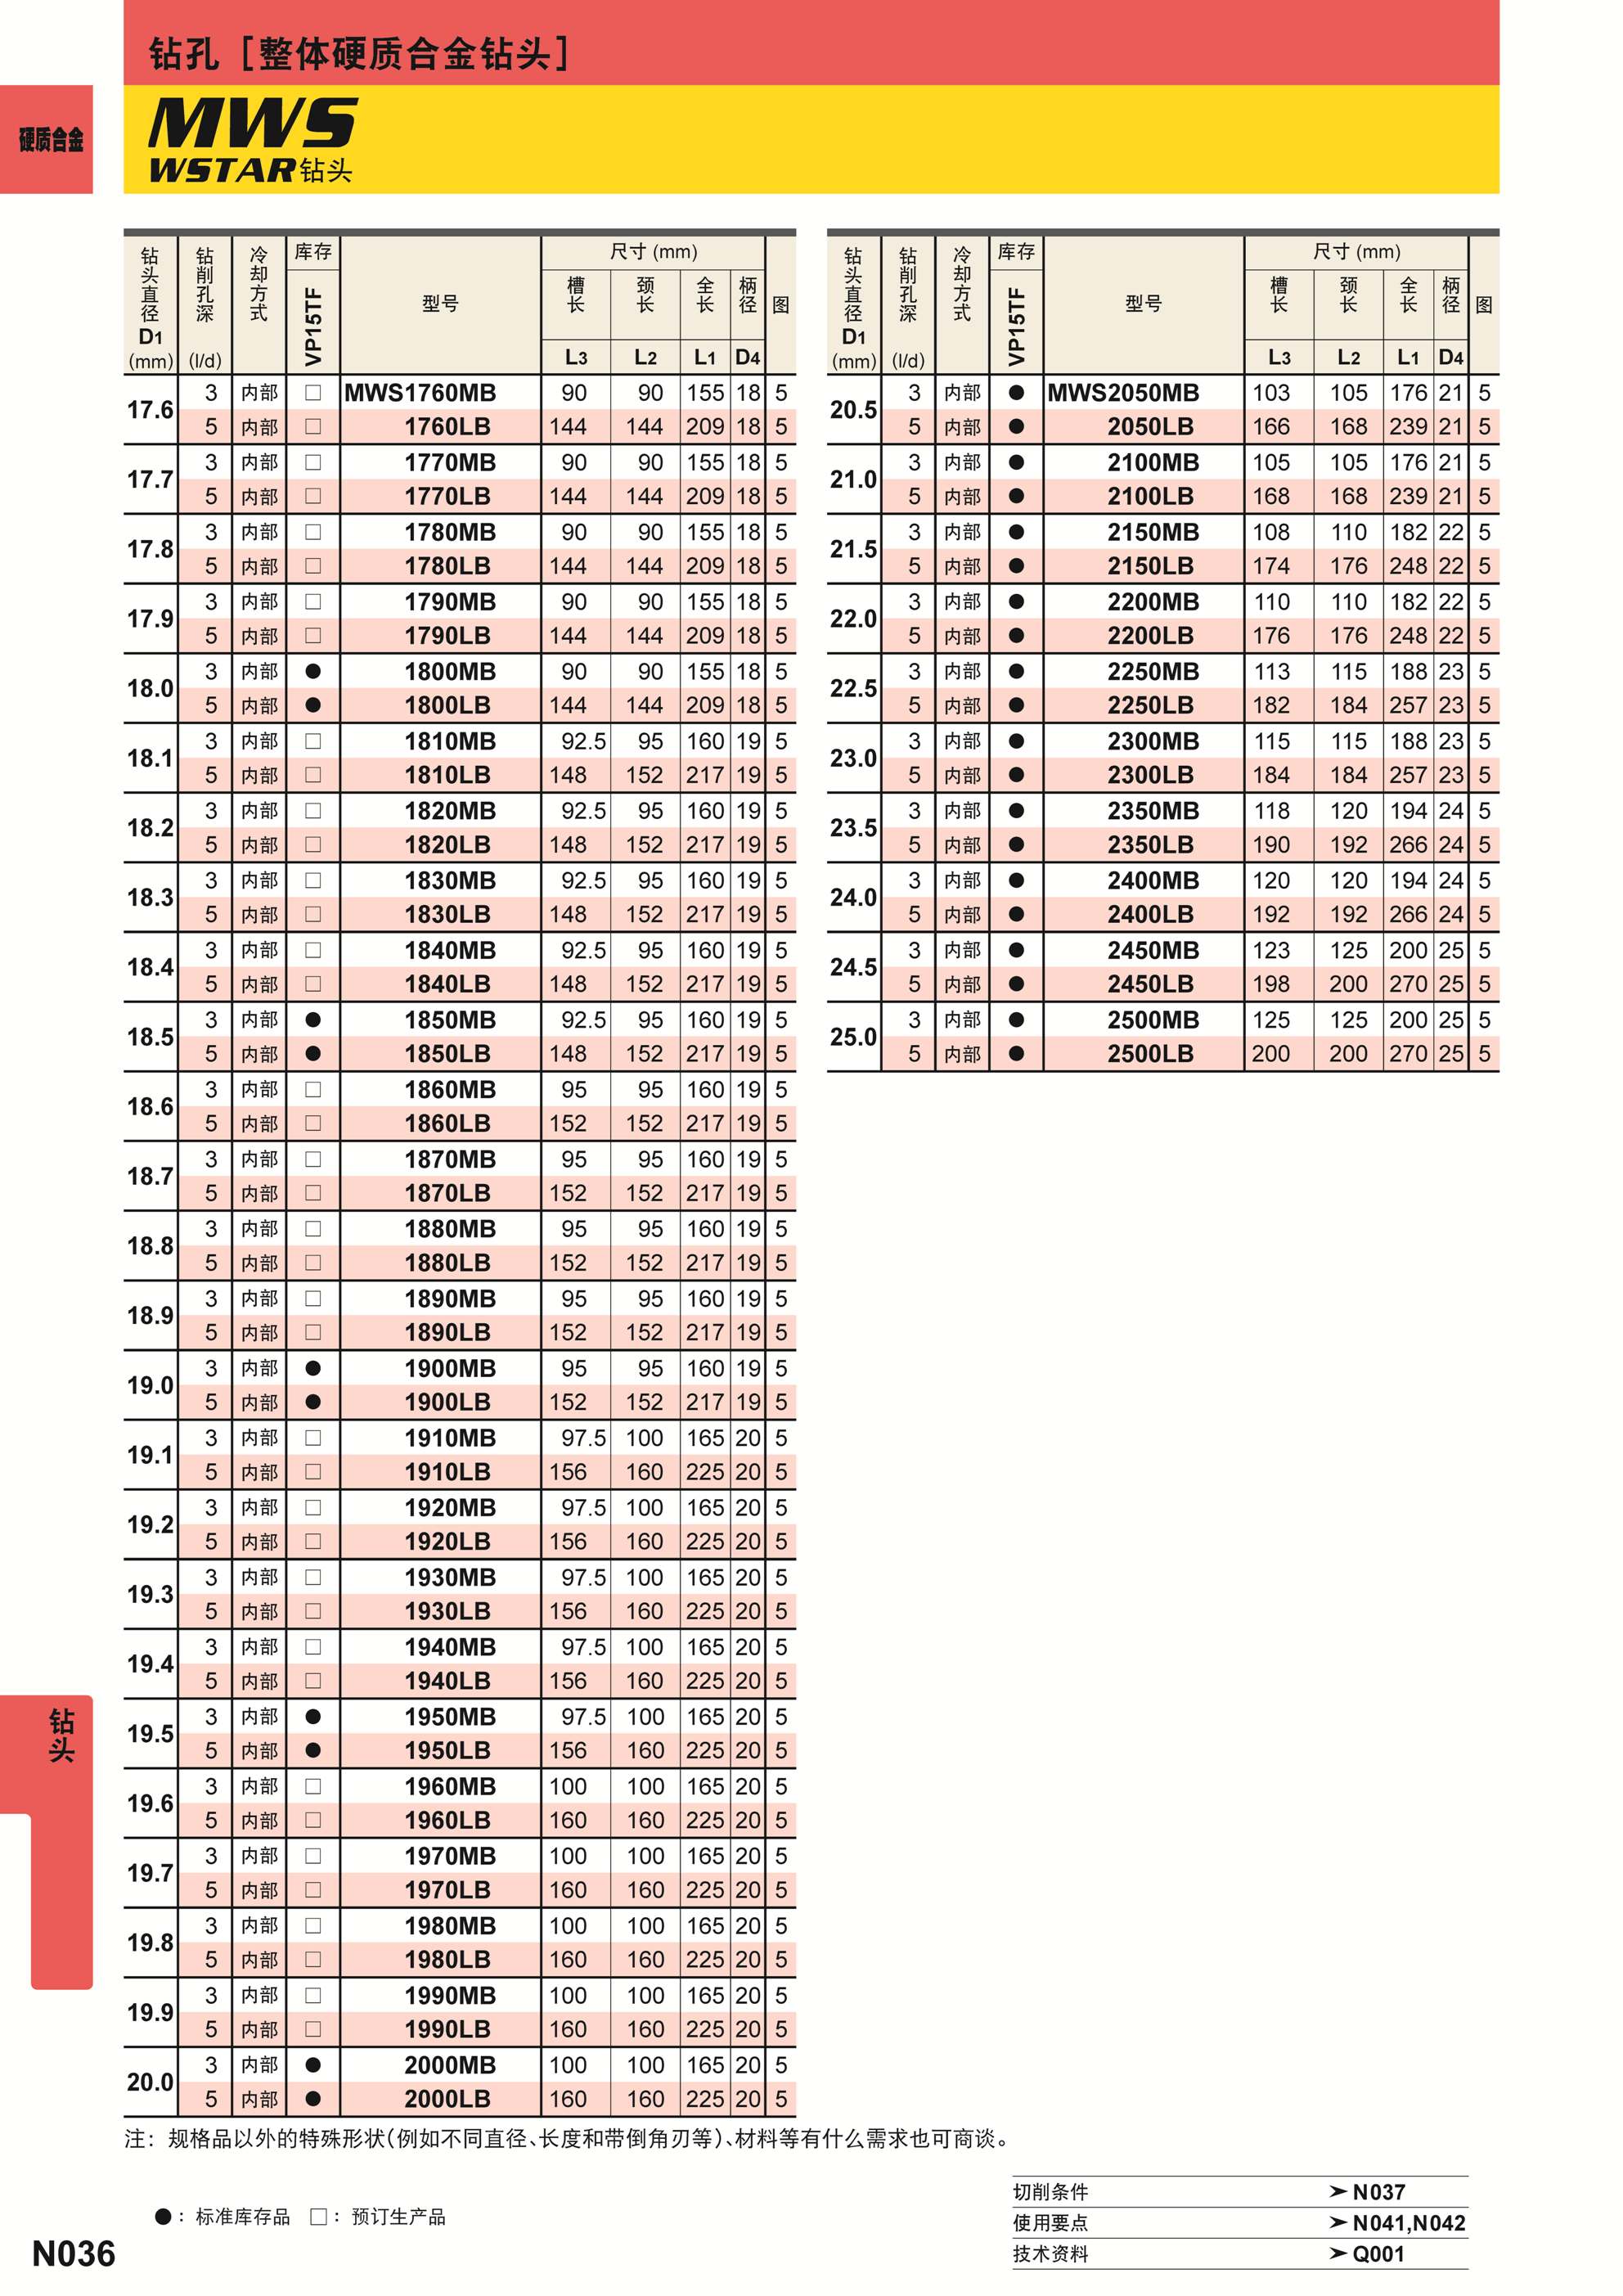 钻孔 [整体硬质合金钻头]
硬质合金
MWS
WSTAR钻头
钻头直径 D1 (mm) 钻削孔深 (l/d) 冷却方式 库存 VP15TF 型号 尺寸 (mm) 槽长 L3 颈长 L2 全长 L1 柄径 D4 图
17.6 3 内部 □ MWS1760MB 90 90 155 18 5
5 内部 □ 1760LB 144 144 209 18 5
17.7 3 内部 □ 1770MB 90 90 155 18 5
5 内部 □ 1770LB 144 144 209 18 5
17.8 3 内部 □ 1780MB 90 90 155 18 5
5 内部 □ 1780LB 144 144 209 18 5
17.9 3 内部 □ 1790MB 90 90 155 18 5
5 内部 □ 1790LB 144 144 209 18 5
18.0 3 内部 ● 1800MB 90 90 155 18 5
5 内部 ● 1800LB 144 144 209 18 5
18.1 3 内部 □ 1810MB 92.5 95 160 19 5
5 内部 □ 1810LB 148 152 217 19 5
18.2 3 内部 □ 1820MB 92.5 95 160 19 5
5 内部 □ 1820LB 148 152 217 19 5
18.3 3 内部 □ 1830MB 92.5 95 160 19 5
5 内部 □ 1830LB 148 152 217 19 5
18.4 3 内部 □ 1840MB 92.5 95 160 19 5
5 内部 □ 1840LB 148 152 217 19 5
18.5 3 内部 ● 1850MB 92.5 95 160 19 5
5 内部 ● 1850LB 148 152 217 19 5
18.6 3 内部 □ 1860MB 95 95 160 19 5
5 内部 □ 1860LB 152 152 217 19 5
18.7 3 内部 □ 1870MB 95 95 160 19 5
5 内部 □ 1870LB 152 152 217 19 5
18.8 3 内部 □ 1880MB 95 95 160 19 5
5 内部 □ 1880LB 152 152 217 19 5
18.9 3 内部 □ 1890MB 95 95 160 19 5
5 内部 □ 1890LB 152 152 217 19 5
19.0 3 内部 ● 1900MB 95 95 160 19 5
5 内部 ● 1900LB 152 152 217 19 5
19.1 3 内部 □ 1910MB 97.5 100 165 20 5
5 内部 □ 1910LB 156 160 225 20 5
19.2 3 内部 □ 1920MB 97.5 100 165 20 5
5 内部 □ 1920LB 156 160 225 20 5
19.3 3 内部 □ 1930MB 97.5 100 165 20 5
5 内部 □ 1930LB 156 160 225 20 5
19.4 3 内部 □ 1940MB 97.5 100 165 20 5
5 内部 □ 1940LB 156 160 225 20 5
19.5 3 内部 ● 1950MB 97.5 100 165 20 5
5 内部 ● 1950LB 156 160 225 20 5
19.6 3 内部 □ 1960MB 100 100 165 20 5
5 内部 □ 1960LB 160 160 225 20 5
19.7 3 内部 □ 1970MB 100 100 165 20 5
5 内部 □ 1970LB 160 160 225 20 5
19.8 3 内部 □ 1980MB 100 100 165 20 5
5 内部 □ 1980LB 160 160 225 20 5
19.9 3 内部 □ 1990MB 100 100 165 20 5
5 内部 □ 1990LB 160 160 225 20 5
20.0 3 内部 ● 2000MB 100 100 165 20 5
5 内部 ● 2000LB 160 160 225 20 5
钻头直径 D1 (mm) 钻削孔深 (l/d) 冷却方式 库存 VP15TF 型号 尺寸 (mm) 槽长 L3 颈长 L2 全长 L1 柄径 D4 图
20.5 3 内部 ● MWS2050MB 103 105 176 21 5
5 内部 ● 2050LB 166 168 239 21 5
21.0 3 内部 ● 2100MB 105 105 176 21 5
5 内部 ● 2100LB 168 168 239 21 5
21.5 3 内部 ● 2150MB 108 110 182 22 5
5 内部 ● 2150LB 174 176 248 22 5
22.0 3 内部 ● 2200MB 110 110 182 22 5
5 内部 ● 2200LB 176 176 248 22 5
22.5 3 内部 ● 2250MB 113 115 188 23 5
5 内部 ● 2250LB 182 184 257 23 5
23.0 3 内部 ● 2300MB 115 115 188 23 5
5 内部 ● 2300LB 184 184 257 23 5
23.5 3 内部 ● 2350MB 118 120 194 24 5
5 内部 ● 2350LB 190 192 266 24 5
24.0 3 内部 ● 2400MB 120 120 194 24 5
5 内部 ● 2400LB 192 192 266 24 5
24.5 3 内部 ● 2450MB 123 125 200 25 5
5 内部 ● 2450LB 198 200 270 25 5
25.0 3 内部 ● 2500MB 125 125 200 25 5
5 内部 ● 2500LB 200 200 270 25 5
钻头
注：规格品以外的特殊形状(例如不同直径、长度和带倒角刃等)、材料等有什么需求也可商谈。
●：标准库存品 □：预订生产品
切削条件 ➤ N037
使用要点 ➤ N041,N042
技术资料 ➤ Q001
N036